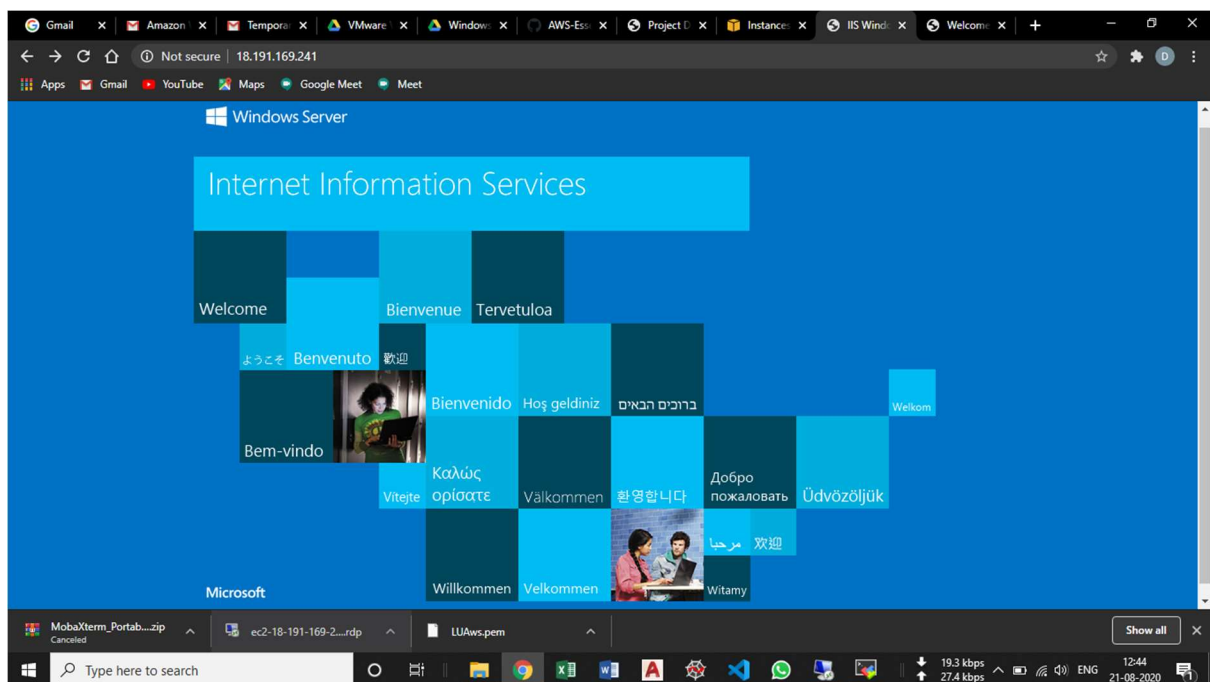 Gmail
Amazon
Tempora
VMware
Windows
AWS-Ess
Project D
Instances
IIS Windo
Welcome
Not secure | 18.191.169.241
D
Apps
Gmail
YouTube
Maps
Google Meet
Meet
Windows Server
Internet Information Services
Welcome
Bienvenue
Tervetuloa
ようこそ
Benvenuto
歡迎
Bienvenido
Hoş geldiniz
ברוכים הבאים
Welkom
Bem-vindo
Vítejte
Καλώς
ορίσατε
Välkommen
환영합니다
Добро
пожаловать
Üdvözöljük
مرحبا
欢迎
Willkommen
Velkommen
Witamy
Microsoft
MobaXterm_Portab....zip
Canceled
ec2-18-191-169-2....rdp
LUAws.pem
Show all
Type here to search
19.3 kbps
27.4 kbps
ENG
12:44
21-08-2020